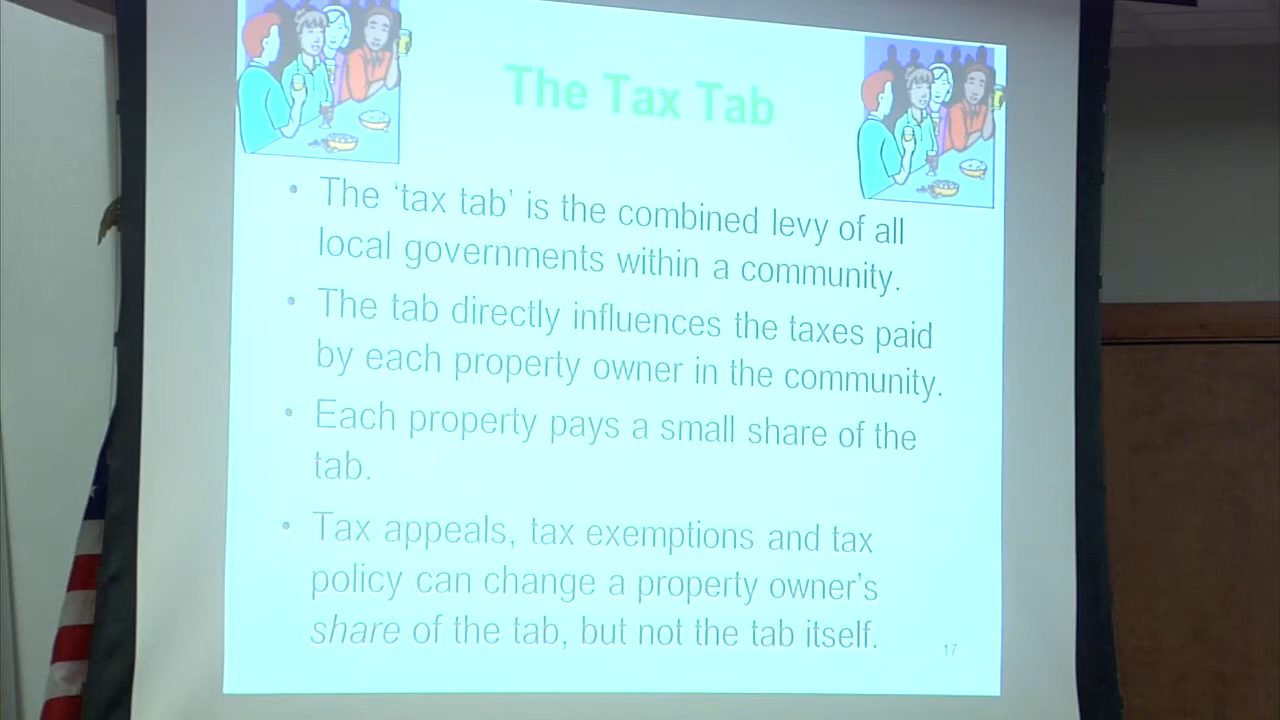 The Tax Tab
• The ‘tax tab’ is the combined levy of all
local governments within a community.
• The tab directly influences the taxes paid
by each property owner in the community.
• Each property pays a small share of the
tab.
• Tax appeals, tax exemptions and tax
policy can change a property owner’s
share of the tab, but not the tab itself.
17